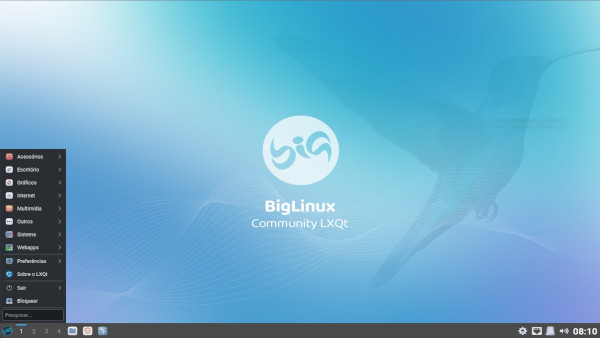 big
BigLinux
Community LXQt
Acessórios
Escritório
Gráficos
Internet
Multimídia
Outros
Sistema
Webapps
Preferências
Sobre o LXQt
Sair
Bloquear
Pesquisar...
1 2 3 4
08:10